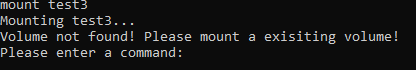 mount test3
Mounting test3...
Volume not found! Please mount a exisiting volume!
Please enter a command: